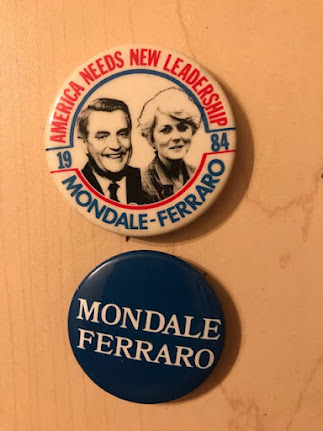 AMERICA NEEDS NEW LEADERSHIP
19 84
MONDALE-FERRARO
MONDALE
FERRARO